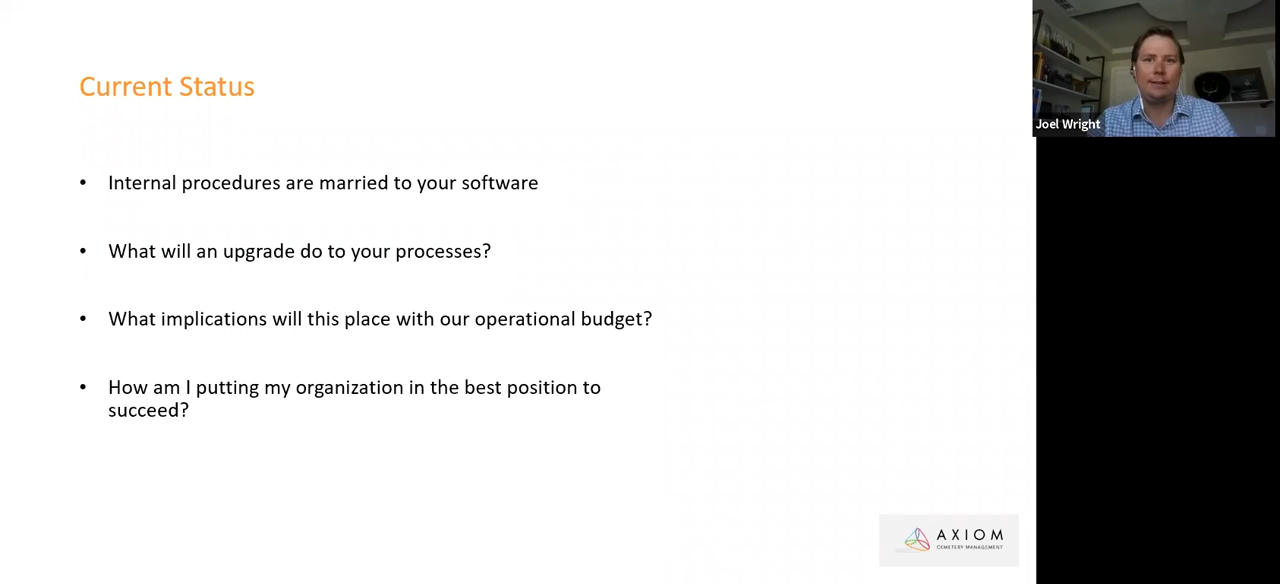 Current Status
• Internal procedures are married to your software
• What will an upgrade do to your processes?
• What implications will this place with our operational budget?
• How am I putting my organization in the best position to
succeed?
Joel Wright
AXIOM
CEMETERY MANAGEMENT